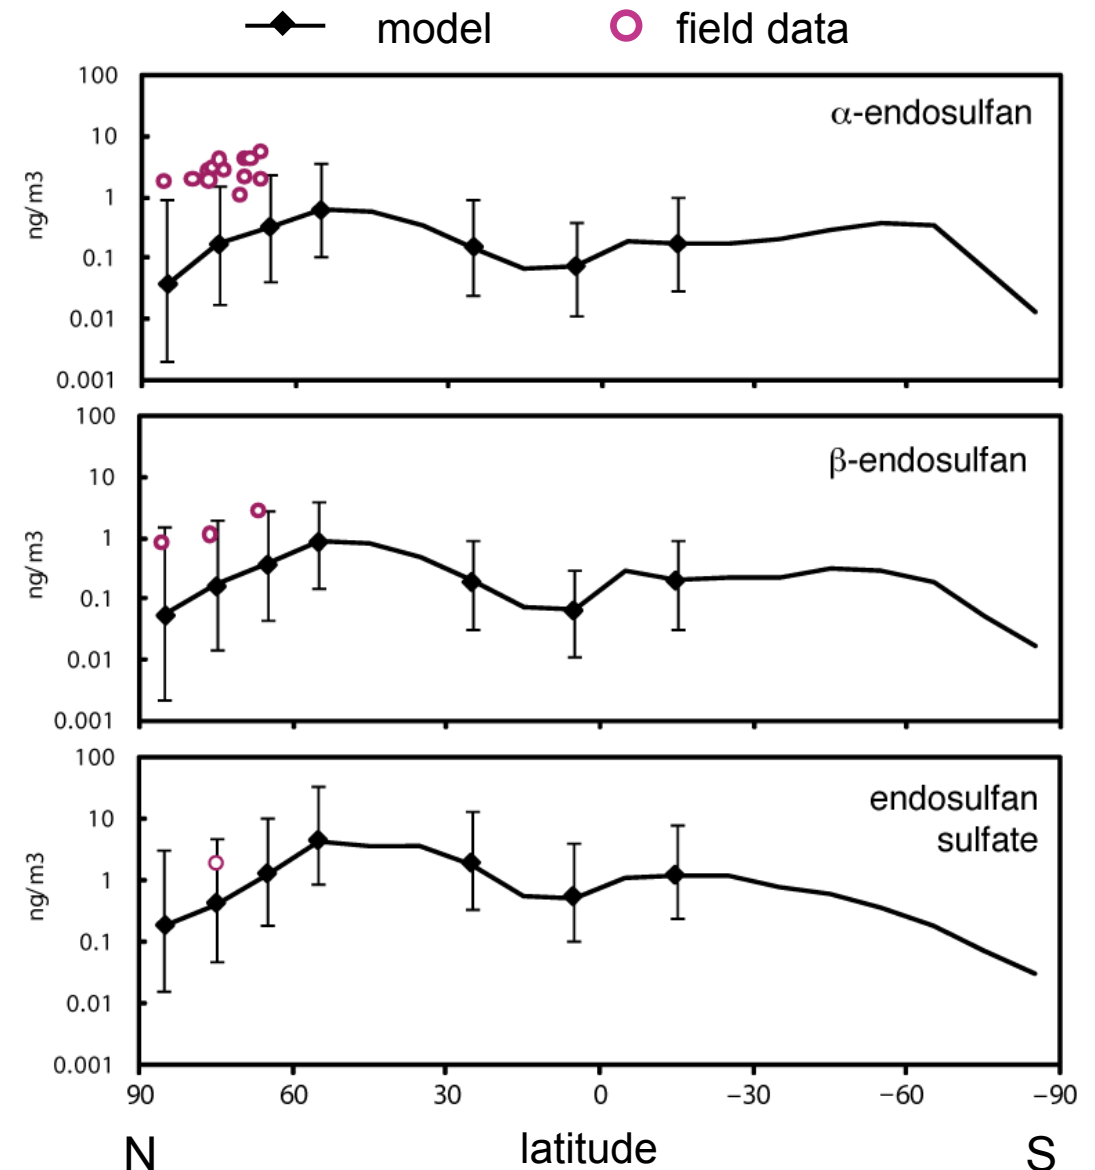 model field data
100
α-endosulfan
10
1
0.1
0.01
0.001
ng/m3
100
β-endosulfan
10
1
0.1
0.01
0.001
ng/m3
100
endosulfan
sulfate
10
1
0.1
0.01
0.001
ng/m3
90 60 30 0 −30 −60 −90
N latitude S